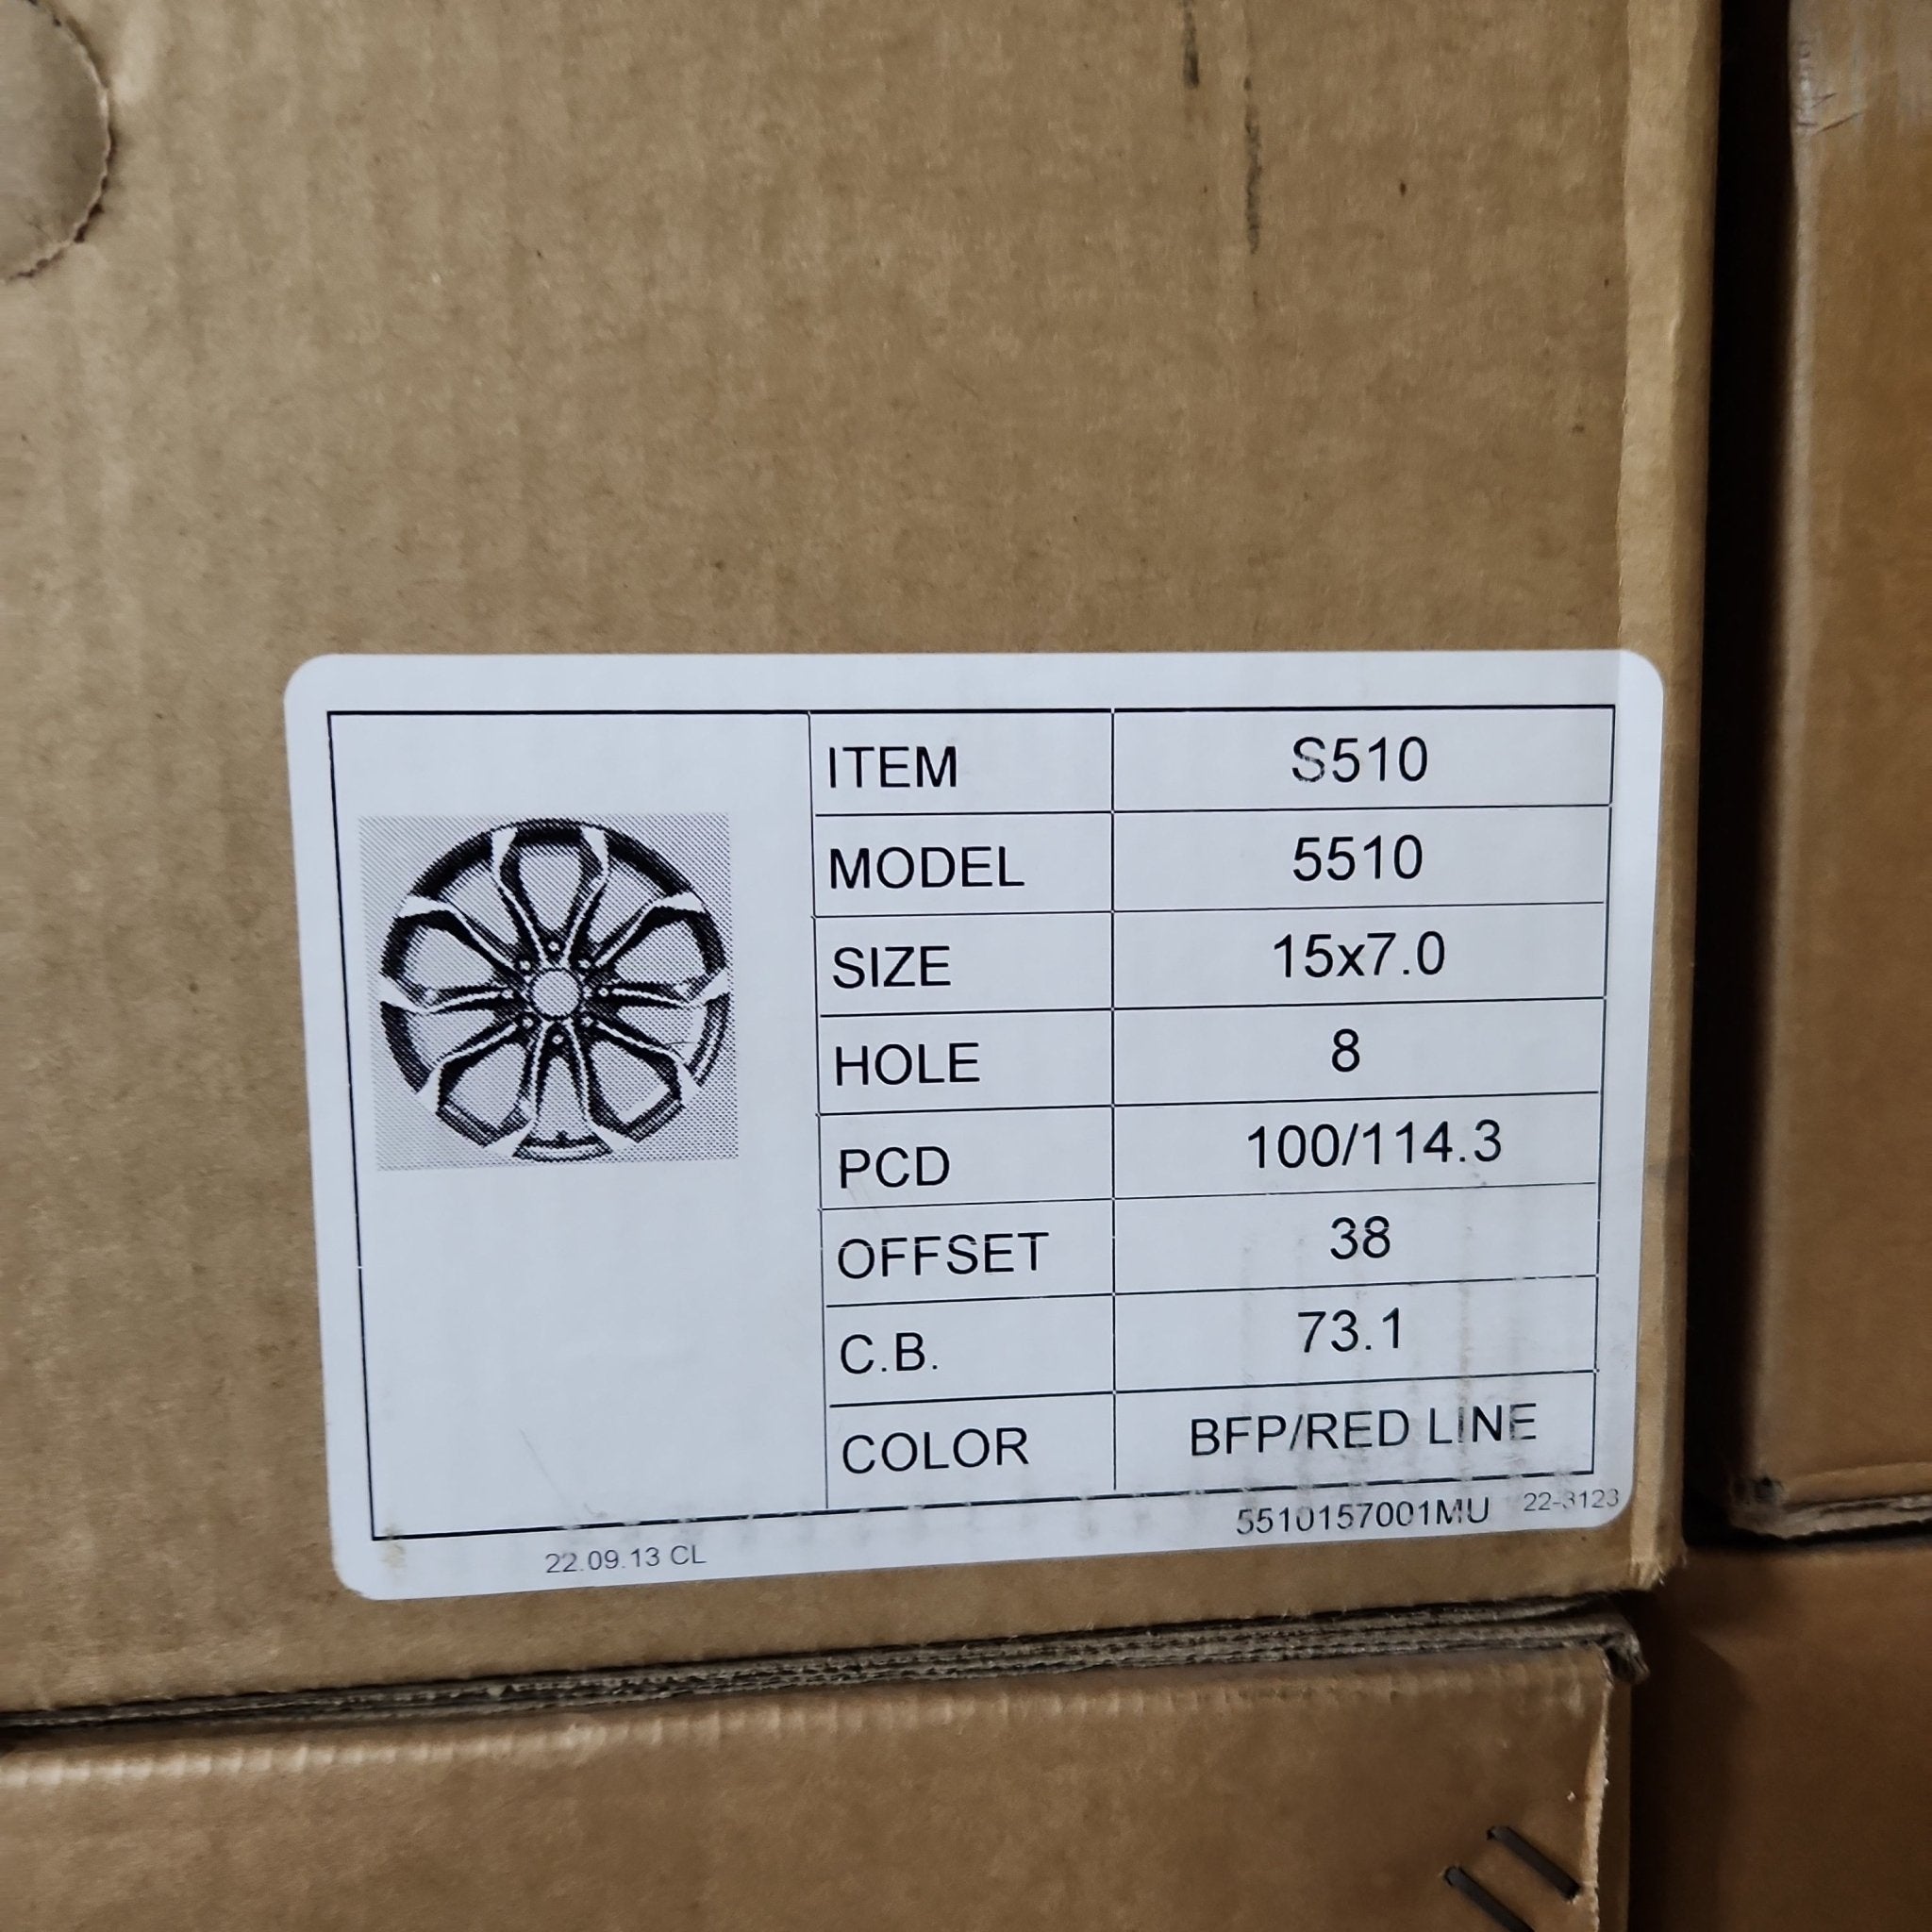 ITEM S510
MODEL 5510
SIZE 15x7.0
HOLE 8
PCD 100/114.3
OFFSET 38
C.B. 73.1
COLOR BFP/RED LINE
5510157001MU 22-3123
22.09.13 CL